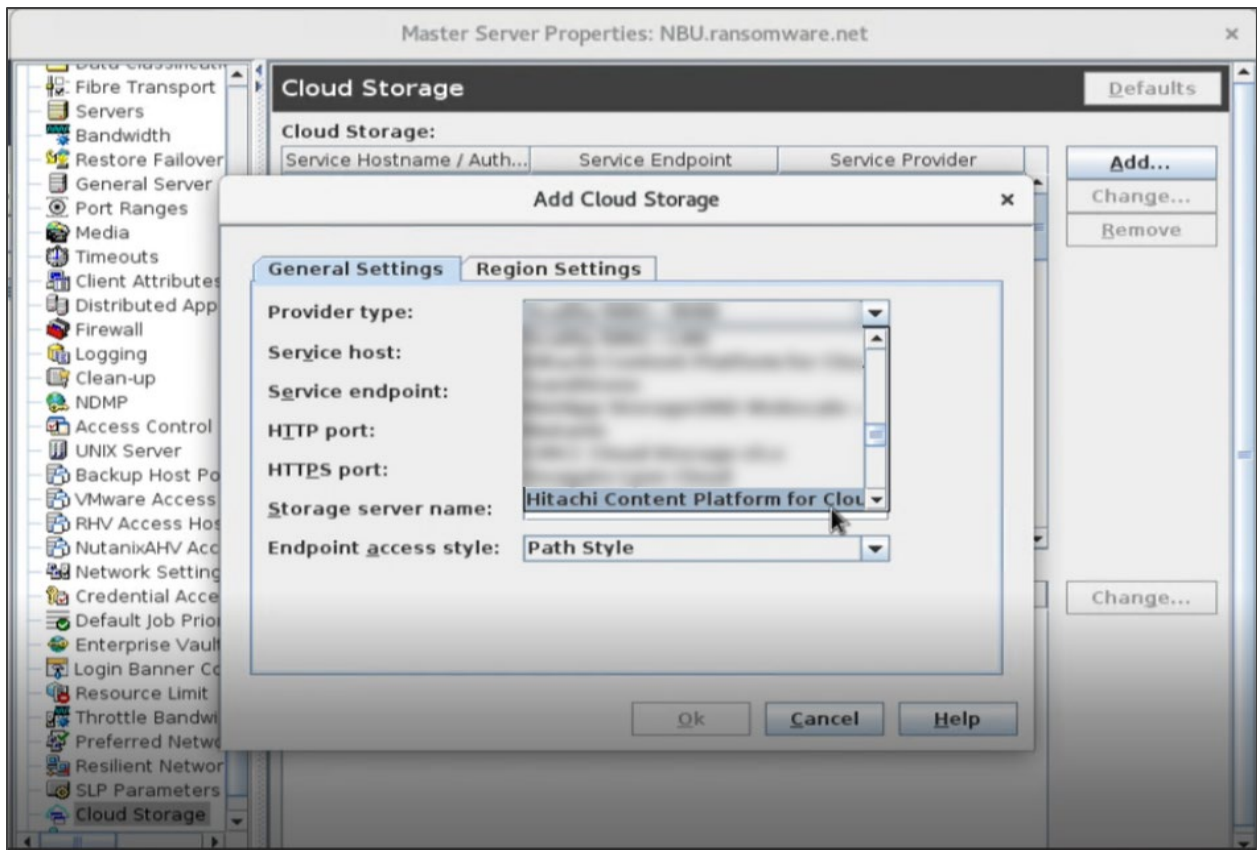 Master Server Properties: NBU.ransomware.net
Fibre Transport
Servers
Bandwidth
Restore Failover
General Server
Port Ranges
Media
Timeouts
Client Attributes
Distributed App
Firewall
Logging
Clean-up
NDMP
Access Control
UNIX Server
Backup Host Po
VMware Access
RHV Access Hos
NutanixAHV Acc
Network Setting
Credential Acce
Default Job Prior
Enterprise Vault
Login Banner Co
Resource Limit
Throttle Bandwi
Preferred Netwo
Resilient Networ
SLP Parameters
Cloud Storage
Cloud Storage
Defaults
Cloud Storage:
Service Hostname / Auth... Service Endpoint Service Provider
Add...
Change...
Remove
Change...
Add Cloud Storage
General Settings Region Settings
Provider type:
Service host:
Service endpoint:
HTTP port:
HTTPS port:
Hitachi Content Platform for Clou
Storage server name:
Endpoint access style: Path Style
Ok Cancel Help